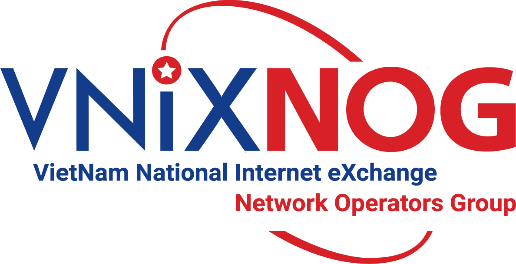 VNiXNOG
VietNam National Internet eXchange
Network Operators Group